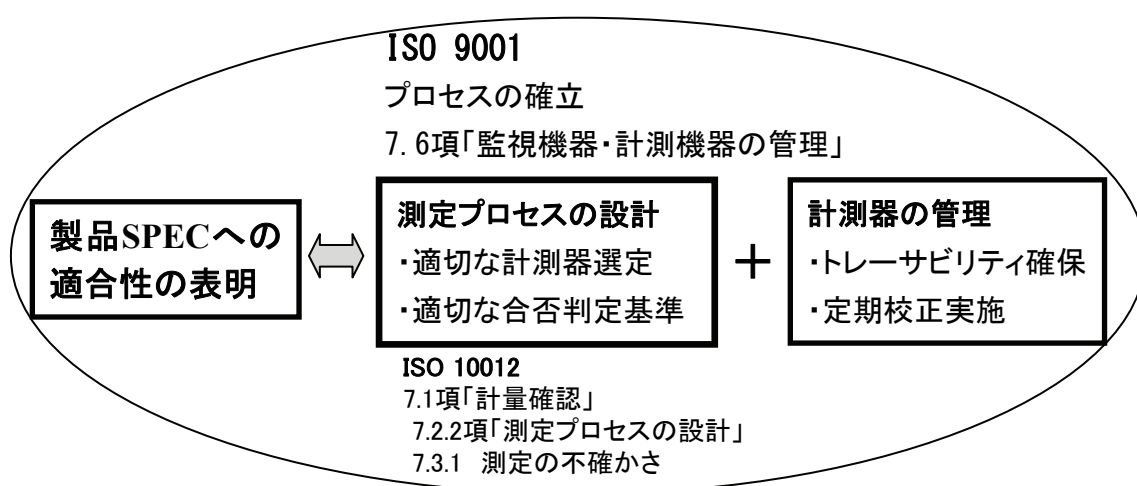 ISO 9001
プロセスの確立
7.6項「監視機器・計測機器の管理」
製品SPECへの
適合性の表明
測定プロセスの設計
・適切な計測器選定
・適切な合否判定基準
+
計測器の管理
・トレーサビリティ確保
・定期校正実施
ISO 10012
7.1項「計量確認」
7.2.2項「測定プロセスの設計」
7.3.1 測定の不確かさ